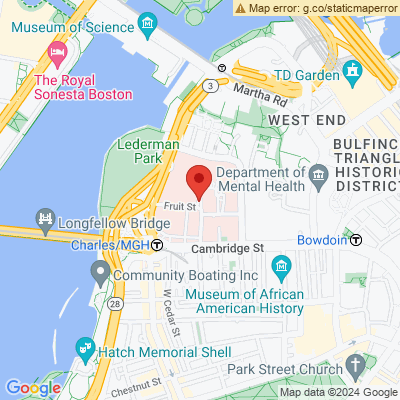 Map error: g.co/staticmaperror
Museum of Science
The Royal
Sonesta Boston
3
Martha Rd
TD Garden
WEST END
Lederman
Park
BULFINC
TRIANGL
HISTORIC
DISTRICT
Department of
Mental Health
Fruit St
Longfellow Bridge
Charles/MGH
Bowdoin
Cambridge St
Community Boating Inc
28
W Cedar St
Museum of African
American History
Hatch Memorial Shell
Park Street Church
Chestnut St
Google
Map data ©2024 Google